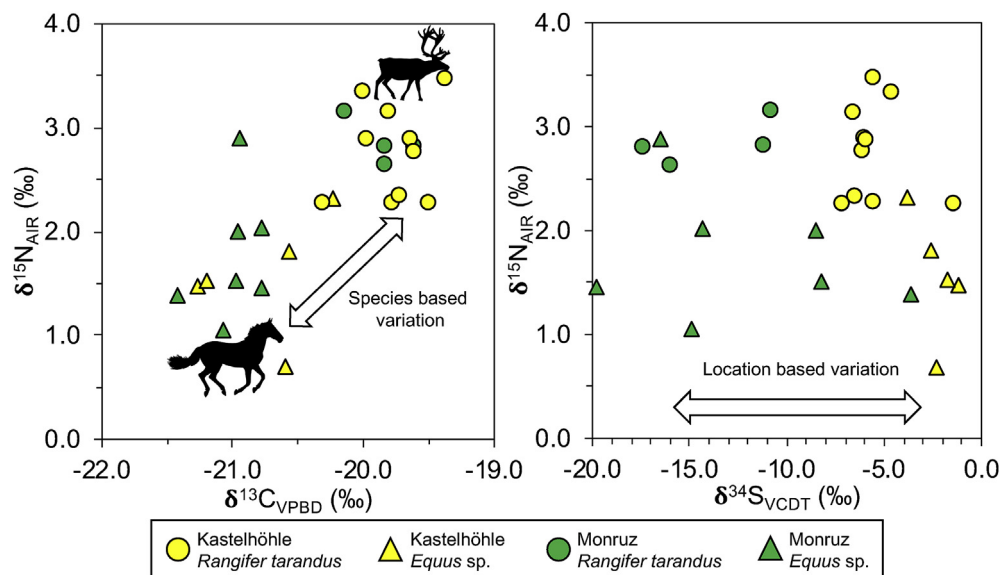 4.0
3.0
2.0
1.0
0.0
δ15NAIR (‰)
-22.0 -21.0 -20.0 -19.0
δ13CVPBD (‰)
Species based
variation
4.0
3.0
2.0
1.0
0.0
δ15NAIR (‰)
-20.0 -15.0 -10.0 -5.0 0.0
δ34SVCDT (‰)
Location based variation
Kastelhöhle
Rangifer tarandus
Kastelhöhle
Equus sp.
Monruz
Rangifer tarandus
Monruz
Equus sp.